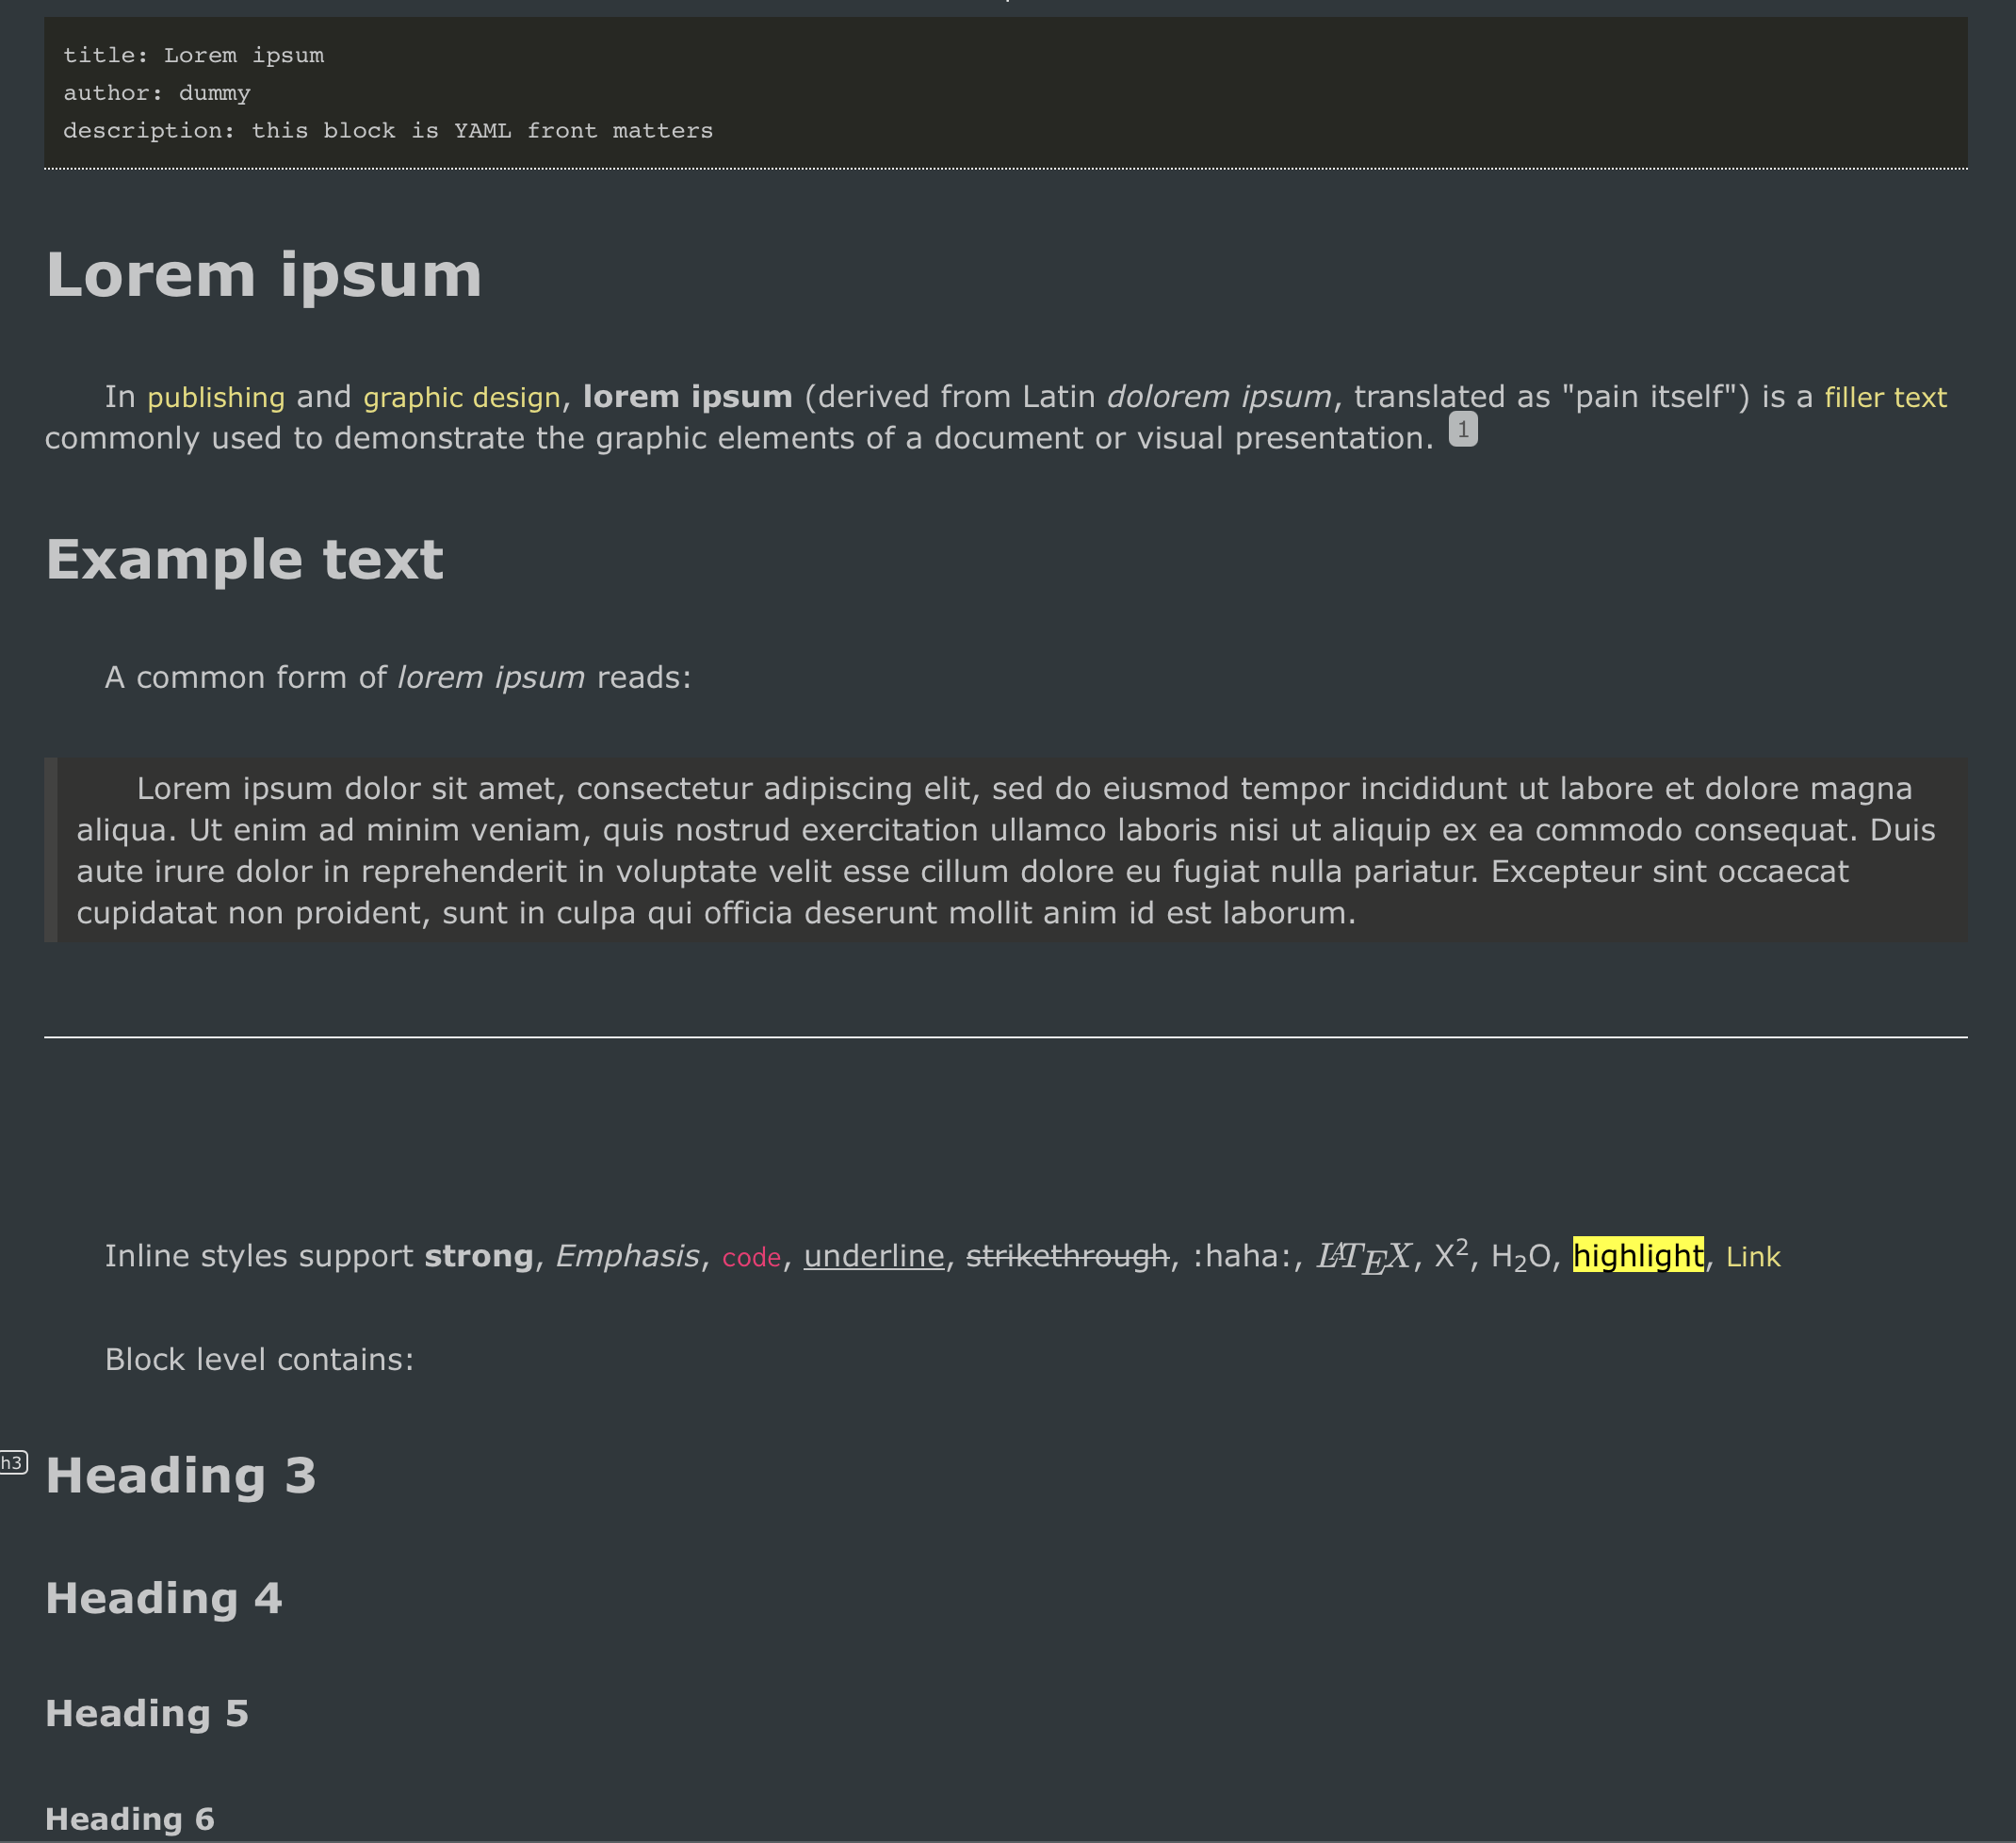 title: Lorem ipsum
author: dummy
description: this block is YAML front matters
Lorem ipsum
In publishing and graphic design, lorem ipsum (derived from Latin dolorem ipsum, translated as "pain itself") is a filler text
commonly used to demonstrate the graphic elements of a document or visual presentation. 1
Example text
A common form of lorem ipsum reads:
Lorem ipsum dolor sit amet, consectetur adipiscing elit, sed do eiusmod tempor incididunt ut labore et dolore magna
aliqua. Ut enim ad minim veniam, quis nostrud exercitation ullamco laboris nisi ut aliquip ex ea commodo consequat. Duis
aute irure dolor in reprehenderit in voluptate velit esse cillum dolore eu fugiat nulla pariatur. Excepteur sint occaecat
cupidatat non proident, sunt in culpa qui officia deserunt mollit anim id est laborum.
Inline styles support strong, Emphasis, code, underline, strikethrough, :haha:, LATEX, X², H₂O, highlight, Link
Block level contains:
h3 Heading 3
Heading 4
Heading 5
Heading 6